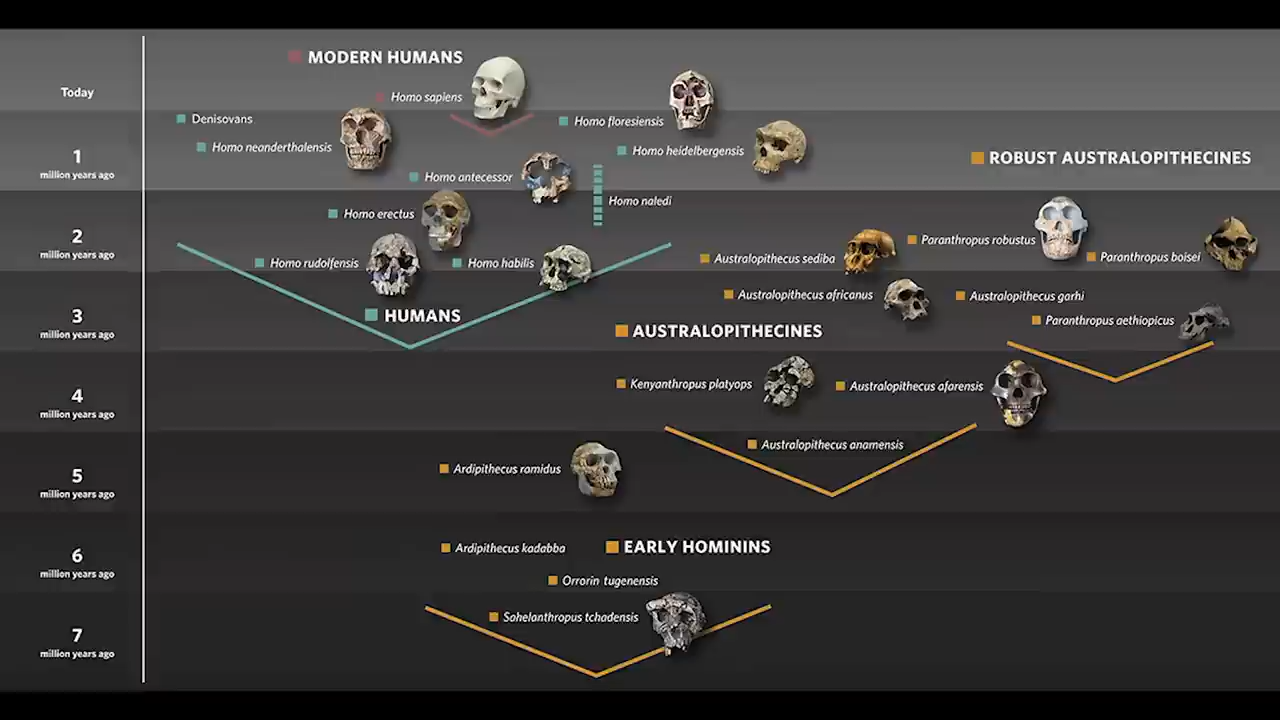 MODERN HUMANS
Today
Homo sapiens
Denisovans
Homo floresiensis
Homo neanderthalensis
Homo heidelbergensis
1
million years ago
ROBUST AUSTRALOPITHECINES
Homo antecessor
Homo naledi
Homo erectus
2
million years ago
Paranthropus robustus
Australopithecus sediba
Paranthropus boisei
Homo rudolfensis
Homo habilis
Australopithecus africanus
Australopithecus garhi
3
million years ago
HUMANS
Paranthropus aethiopicus
AUSTRALOPITHECINES
Kenyanthropus platyops
Australopithecus afarensis
4
million years ago
Australopithecus anamensis
Ardipithecus ramidus
5
million years ago
Ardipithecus kadabba
EARLY HOMININS
6
million years ago
Orrorin tugenensis
Sahelanthropus tchadensis
7
million years ago